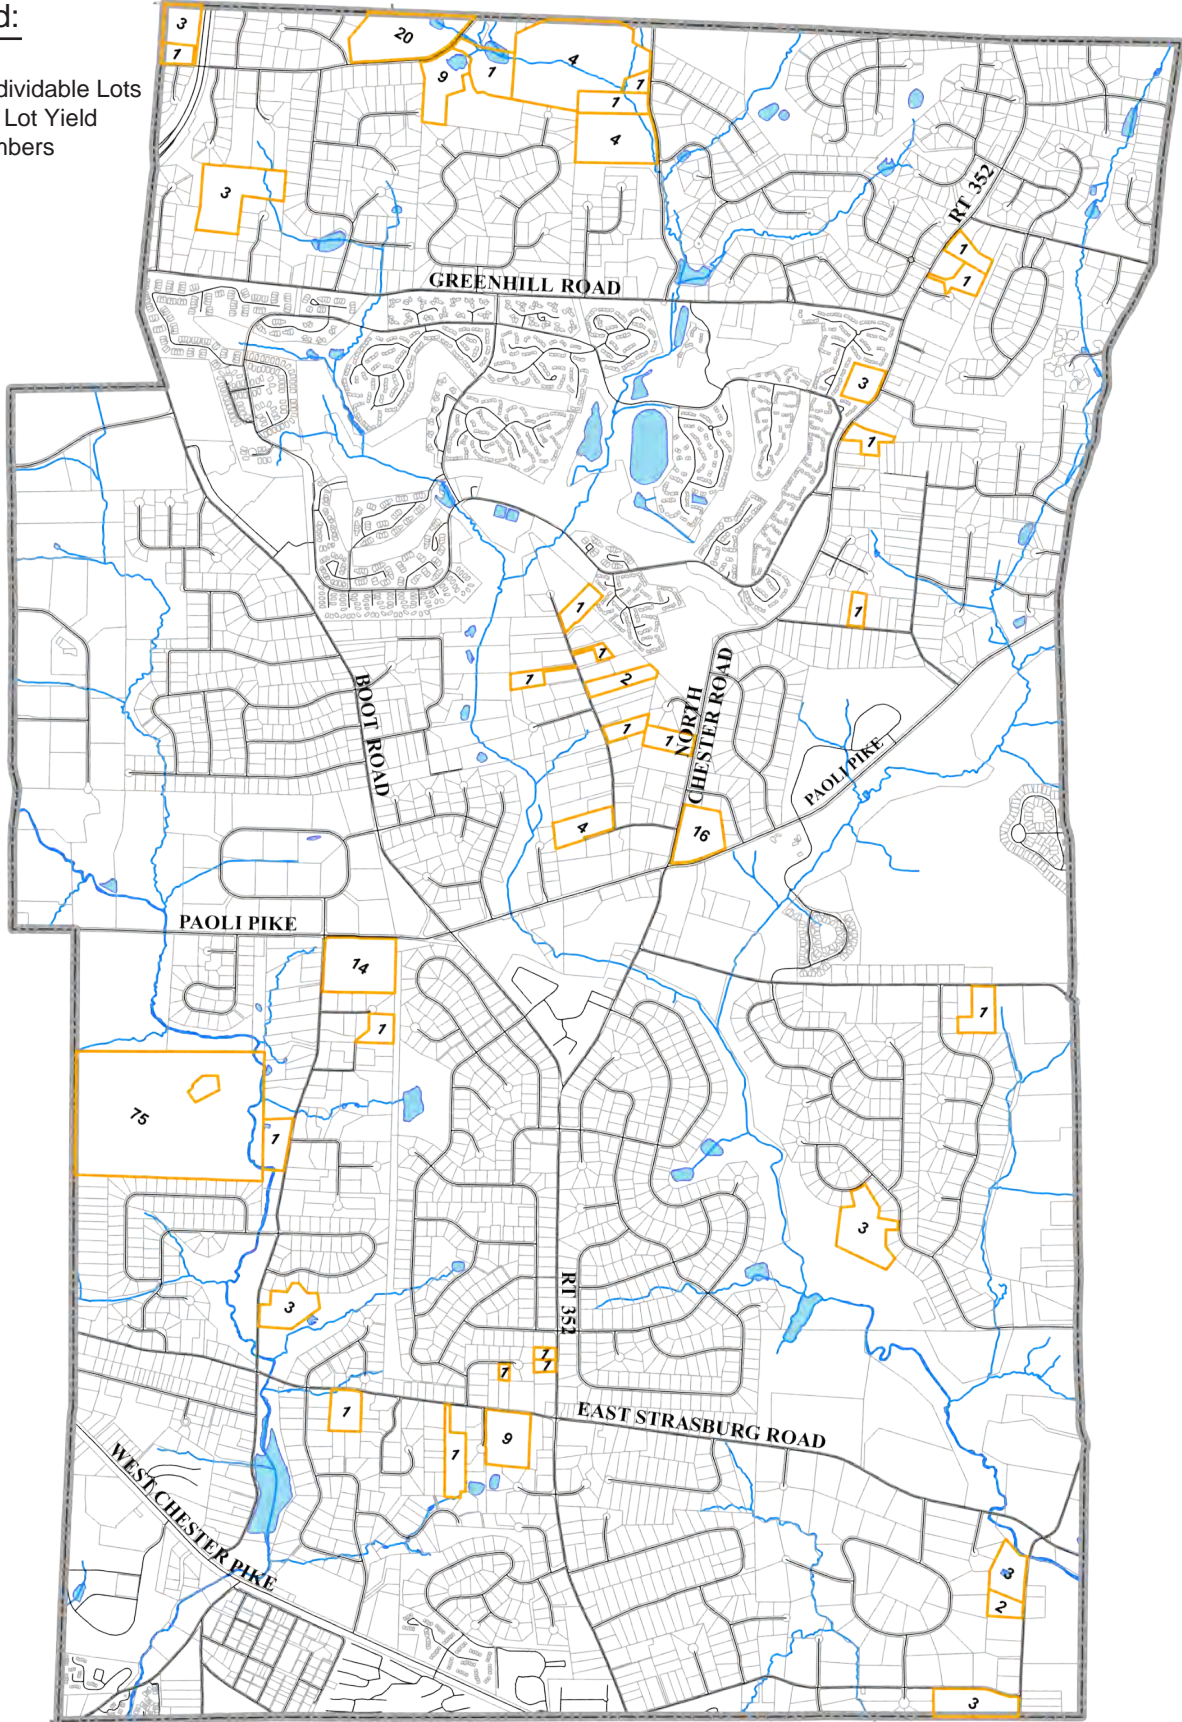 d:
dividable Lots
Lot Yield
mbers
3
1
20
9
1
4
1
1
4
3
RT 352
1
1
GREENHILL ROAD
3
1
1
1
1
1
2
1
1
NORTH
CHESTER ROAD
BOOT ROAD
PAOLI PIKE
4
16
PAOLI PIKE
14
1
1
75
1
3
3
RT 352
1
1
1
1
EAST STRASBURG ROAD
1
9
WEST CHESTER PIKE
3
2
3